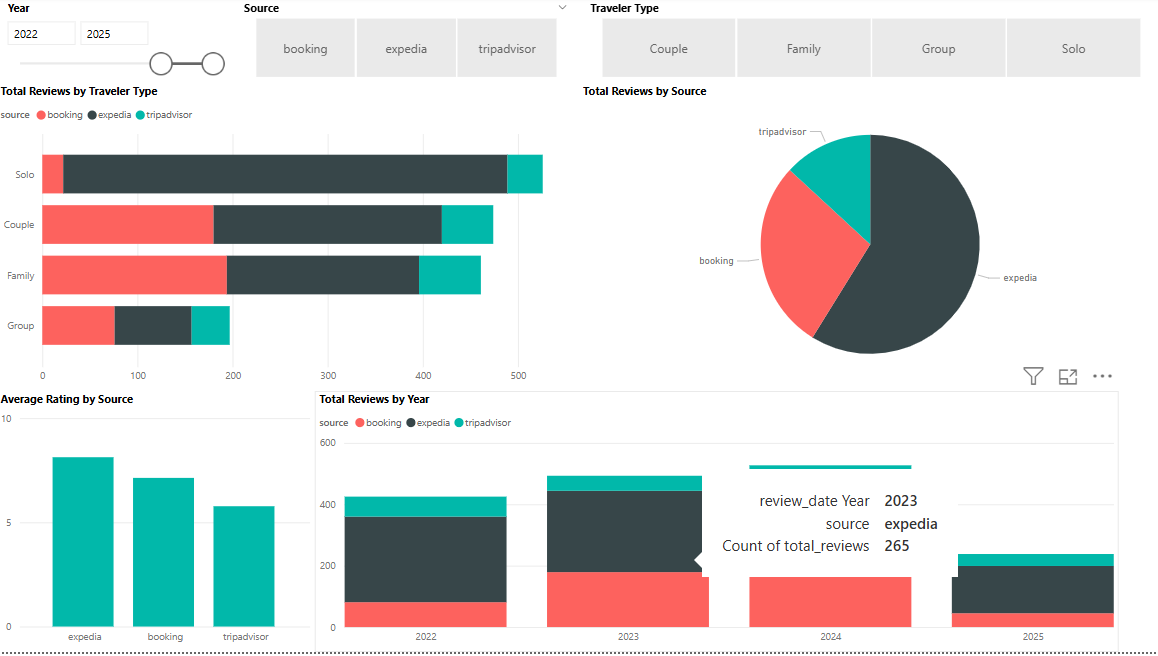 Year
2022 2025
Source
booking expedia tripadvisor
Traveler Type
Couple Family Group Solo
Total Reviews by Traveler Type
source booking expedia tripadvisor
Solo
Couple
Family
Group
0 100 200 300 400 500
Total Reviews by Source
tripadvisor
booking
expedia
Average Rating by Source
10
5
0
expedia booking tripadvisor
Total Reviews by Year
source booking expedia tripadvisor
600
400
200
0
2022 2023 2024 2025
review_date Year 2023
source expedia
Count of total_reviews 265